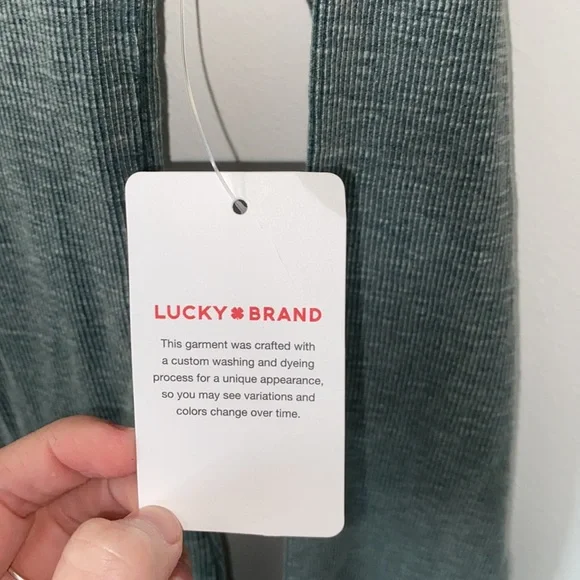 LUCKY BRAND
This garment was crafted with
a custom washing and dyeing
process for a unique appearance,
so you may see variations and
colors change over time.